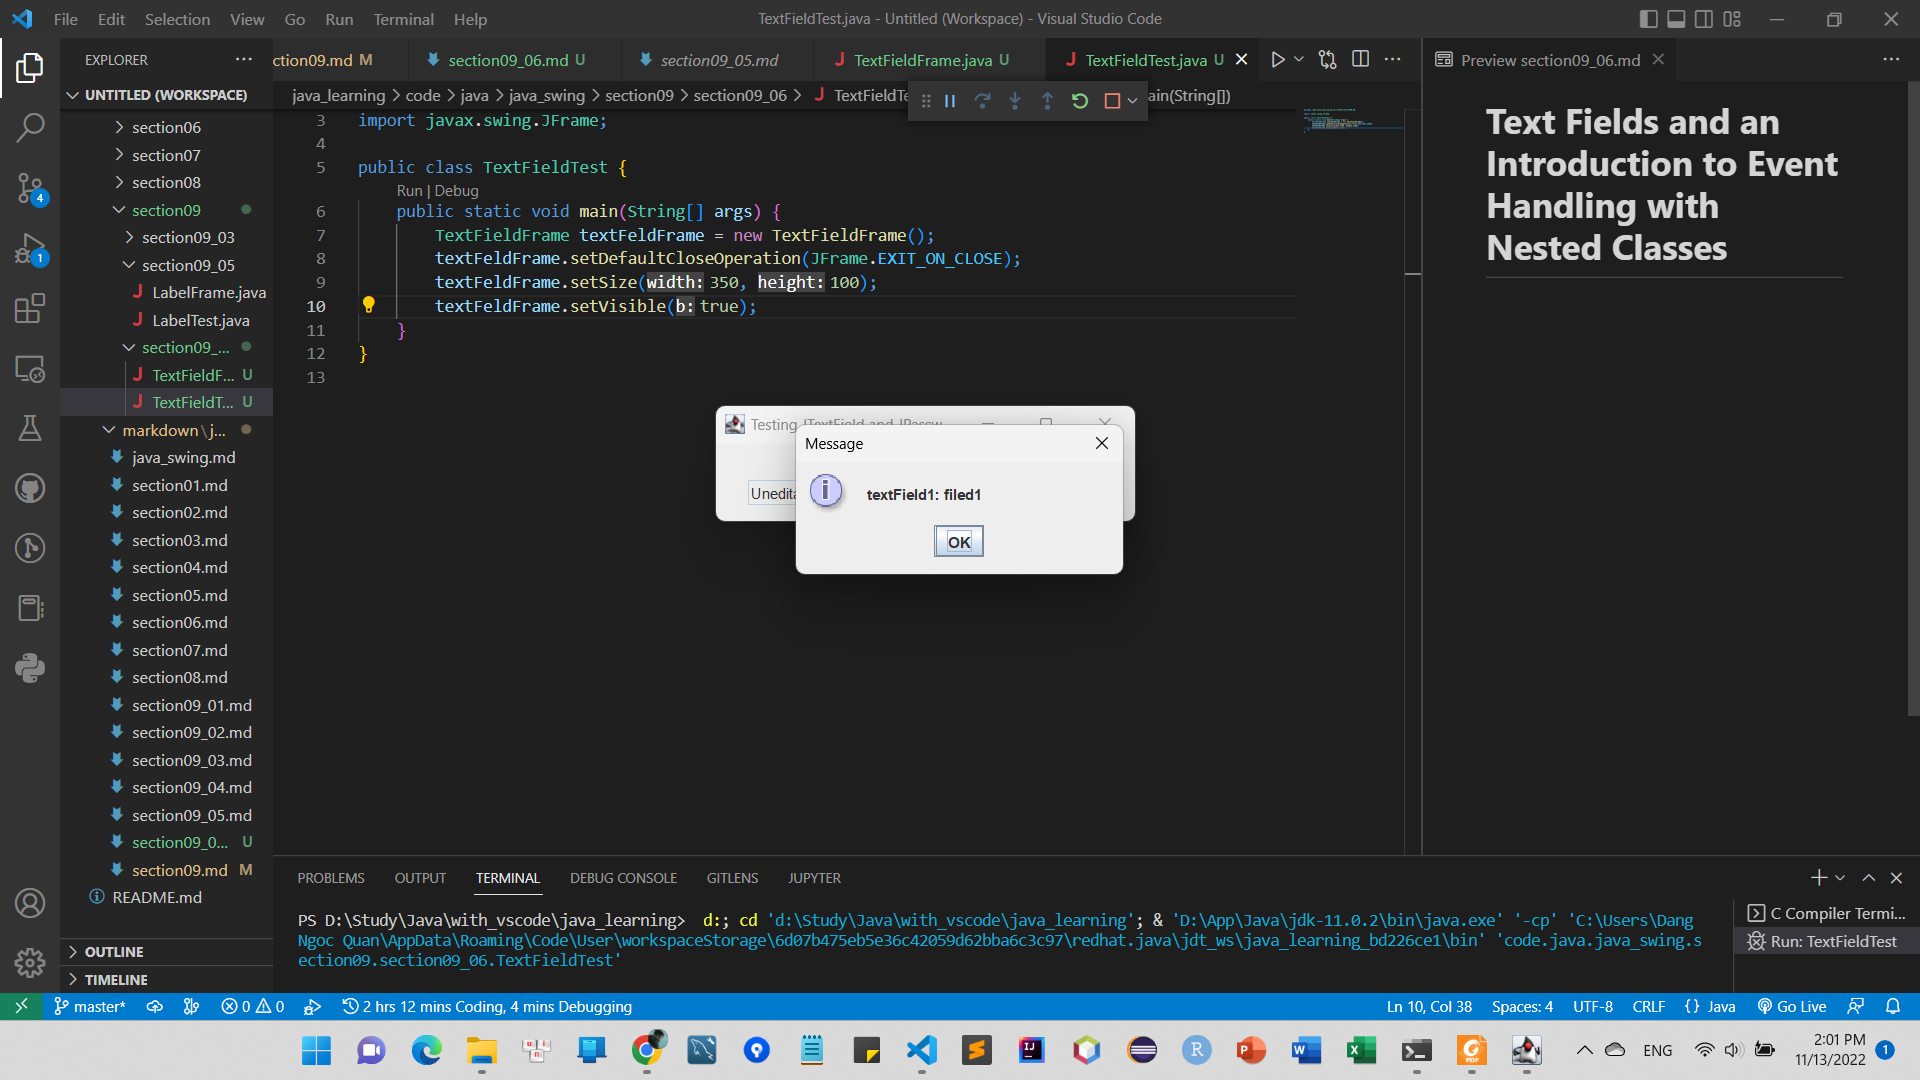 File Edit Selection View Go Run Terminal Help
TextFieldTest.java - Untitled (Workspace) - Visual Studio Code
EXPLORER
ction09.md M
section09_06.md U
section09_05.md
TextFieldFrame.java U
TextFieldTest.java U
Preview section09_06.md
UNTITLED (WORKSPACE)
java_learning > code > java > java_swing > section09 > section09_06 >
ain(String[])
section06
section07
section08
section09
section09_03
section09_05
LabelFrame.java
LabelTest.java
section09_...
TextFieldF... U
TextFieldT... U
markdown\j...
java_swing.md
section01.md
section02.md
section03.md
section04.md
section05.md
section06.md
section07.md
section08.md
section09_01.md
section09_02.md
section09_03.md
section09_04.md
section09_05.md
section09_0... U
section09.md M
README.md
OUTLINE
TIMELINE
4
1
3 import javax.swing.JFrame;
4
5 public class TextFieldTest {
Run | Debug
6 public static void main(String[] args) {
7 TextFieldFrame textFeldFrame = new TextFieldFrame();
8 textFeldFrame.setDefaultCloseOperation(JFrame.EXIT_ON_CLOSE);
9 textFeldFrame.setSize(width: 350, height: 100);
10 textFeldFrame.setVisible(b: true);
11 }
12 }
13
Message
textField1: filed1
OK
Text Fields and an
Introduction to Event
Handling with
Nested Classes
PROBLEMS OUTPUT TERMINAL DEBUG CONSOLE GITLENS JUPYTER
PS D:\Study\Java\with_vscode\java_learning> d:; cd 'd:\Study\Java\with_vscode\java_learning'; & 'D:\App\Java\jdk-11.0.2\bin\java.exe' '-cp' 'C:\Users\Dang
Ngoc Quan\AppData\Roaming\Code\User\workspaceStorage\6d07b475eb5e36c42059d62bba6c3c97\redhat.java\jdt_ws\java_learning_bd226ce1\bin' 'code.java.java_swing.s
ection09.section09_06.TextFieldTest'
C Compiler Termi...
Run: TextFieldTest
master* 0 0 2 hrs 12 mins Coding, 4 mins Debugging
Ln 10, Col 38 Spaces: 4 UTF-8 CRLF {} Java Go Live
ENG
2:01 PM
11/13/2022
1